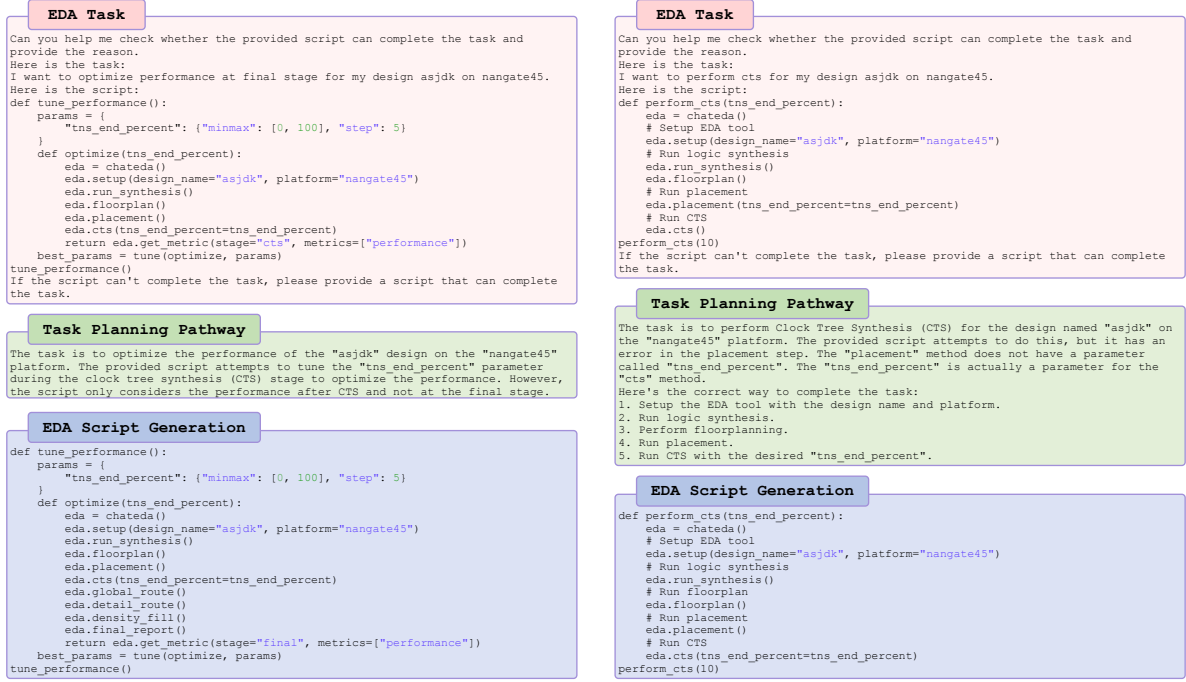 EDA Task
Can you help me check whether the provided script can complete the task and
provide the reason.
Here is the task:
I want to optimize performance at final stage for my design asjdk on nangate45.
Here is the script:
def tune_performance():
    params = {
        "tns_end_percent": {"minmax": [0, 100], "step": 5}
    }
    def optimize(tns_end_percent):
        eda = chateda()
        eda.setup(design_name="asjdk", platform="nangate45")
        eda.run_synthesis()
        eda.floorplan()
        eda.placement()
        eda.cts(tns_end_percent=tns_end_percent)
        return eda.get_metric(stage="cts", metrics=["performance"])
    best_params = tune(optimize, params)
tune_performance()
If the script can't complete the task, please provide a script that can complete
the task.
Task Planning Pathway
The task is to optimize the performance of the "asjdk" design on the "nangate45"
platform. The provided script attempts to tune the "tns_end_percent" parameter
during the clock tree synthesis (CTS) stage to optimize the performance. However,
the script only considers the performance after CTS and not at the final stage.
EDA Script Generation
def tune_performance():
    params = {
        "tns_end_percent": {"minmax": [0, 100], "step": 5}
    }
    def optimize(tns_end_percent):
        eda = chateda()
        eda.setup(design_name="asjdk", platform="nangate45")
        eda.run_synthesis()
        eda.floorplan()
        eda.placement()
        eda.cts(tns_end_percent=tns_end_percent)
        eda.global_route()
        eda.detail_route()
        eda.density_fill()
        eda.final_report()
        return eda.get_metric(stage="final", metrics=["performance"])
    best_params = tune(optimize, params)
tune_performance()
EDA Task
Can you help me check whether the provided script can complete the task and
provide the reason.
Here is the task:
I want to perform cts for my design asjdk on nangate45.
Here is the script:
def perform_cts(tns_end_percent):
    eda = chateda()
    # Setup EDA tool
    eda.setup(design_name="asjdk", platform="nangate45")
    # Run logic synthesis
    eda.run_synthesis()
    eda.floorplan()
    # Run placement
    eda.placement(tns_end_percent=tns_end_percent)
    # Run CTS
    eda.cts()
perform_cts(10)
If the script can't complete the task, please provide a script that can complete
the task.
Task Planning Pathway
The task is to perform Clock Tree Synthesis (CTS) for the design named "asjdk" on
the "nangate45" platform. The provided script attempts to do this, but it has an
error in the placement step. The "placement" method does not have a parameter
called "tns_end_percent". The "tns_end_percent" is actually a parameter for the
"cts" method.
Here's the correct way to complete the task:
1. Setup the EDA tool with the design name and platform.
2. Run logic synthesis.
3. Perform floorplanning.
4. Run placement.
5. Run CTS with the desired "tns_end_percent".
EDA Script Generation
def perform_cts(tns_end_percent):
    eda = chateda()
    # Setup EDA tool
    eda.setup(design_name="asjdk", platform="nangate45")
    # Run logic synthesis
    eda.run_synthesis()
    # Run floorplan
    eda.floorplan()
    # Run placement
    eda.placement()
    # Run CTS
    eda.cts(tns_end_percent=tns_end_percent)
perform_cts(10)